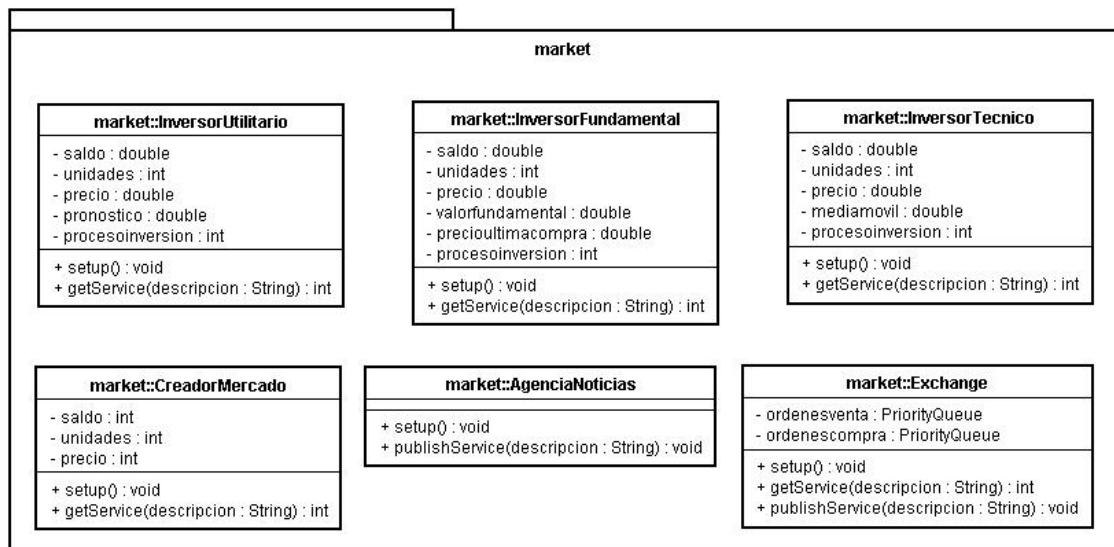 market
market::InversorUtilitario
- saldo : double
- unidades : int
- precio : double
- pronostico : double
- procesoinversion : int
+ setup() : void
+ getService(descripcion : String) : int
market::InversorFundamental
- saldo : double
- unidades : int
- precio : double
- valorfundamental : double
- precioultimacompra : double
- procesoinversion : int
+ setup() : void
+ getService(descripcion : String) : int
market::InversorTecnico
- saldo : double
- unidades : int
- precio : double
- mediamovil : double
- procesoinversion : int
+ setup() : void
+ getService(descripcion : String) : int
market::CreadorMercado
- saldo : int
- unidades : int
- precio : int
+ setup() : void
+ getService(descripcion : String) : int
market::AgenciaNoticias
+ setup() : void
+ publishService(descripcion : String) : void
market::Exchange
- ordenesventa : PriorityQueue
- ordenescompra : PriorityQueue
+ setup() : void
+ getService(descripcion : String) : int
+ publishService(descripcion : String) : void